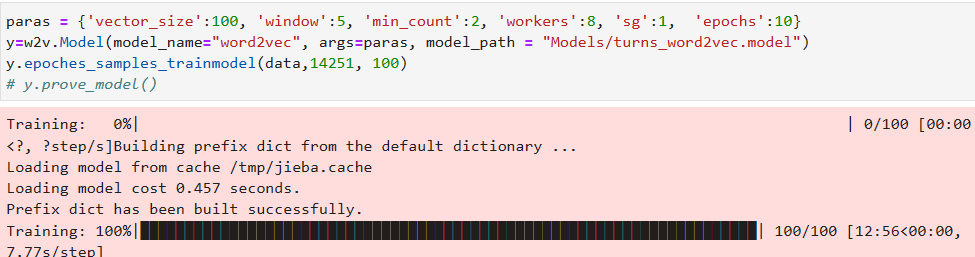 paras = {'vector_size':100, 'window':5, 'min_count':2, 'workers':8, 'sg':1,  'epochs':10}
y=w2v.Model(model_name="word2vec", args=paras, model_path = "Models/turns_word2vec.model")
y.epoches_samples_trainmodel(data,14251, 100)
# y.prove_model()
Training:   0%|          | 0/100 [00:00
<?, ?step/s]Building prefix dict from the default dictionary ...
Loading model from cache /tmp/jieba.cache
Loading model cost 0.457 seconds.
Prefix dict has been built successfully.
Training: 100%|██████████| 100/100 [12:56<00:00,
7.77s/step]